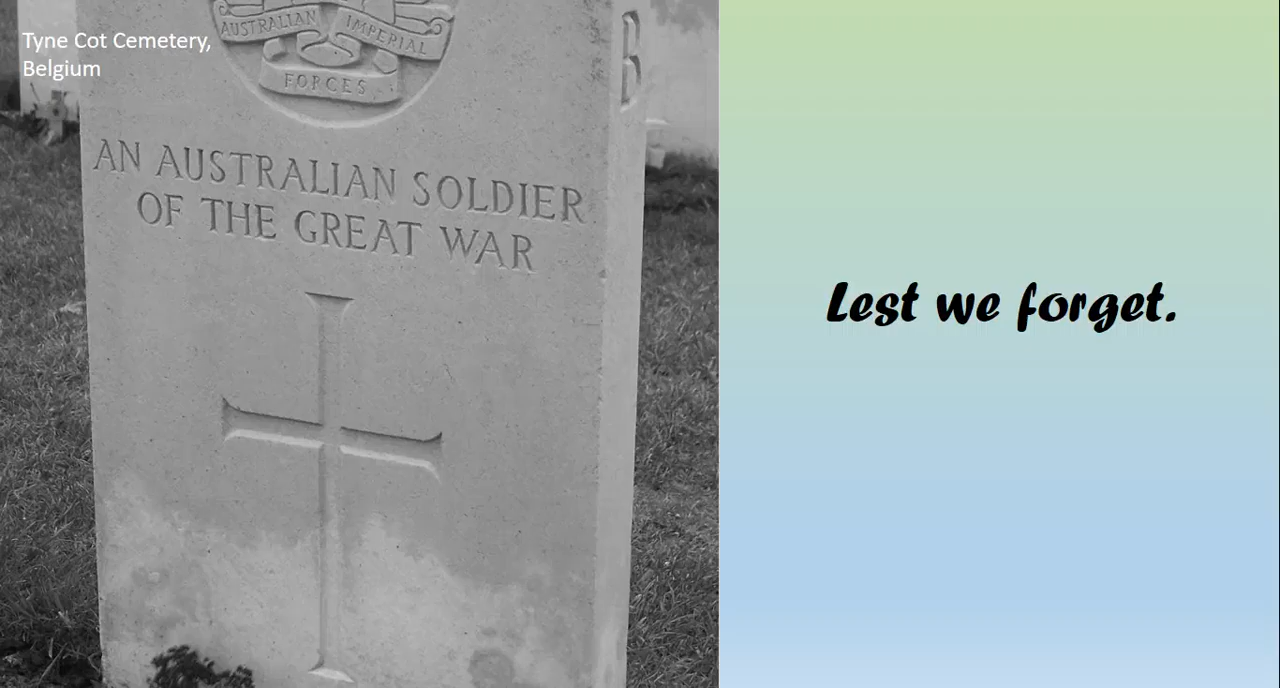 Tyne Cot Cemetery,
Belgium
AUSTRALIAN IMPERIAL
FORCES
B
AN AUSTRALIAN SOLDIER
OF THE GREAT WAR
Lest we forget.